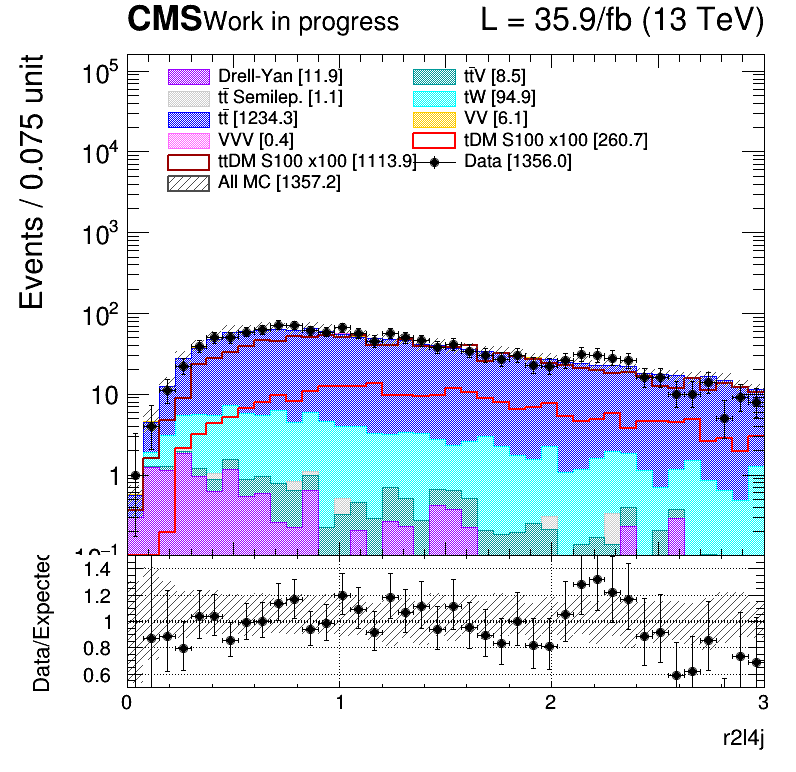 CMS Work in progress L = 35.9/fb (13 TeV)
Events / 0.075 unit
10⁵
10⁴
10³
10²
10
1
10⁻¹
Drell-Yan [11.9]
tt̄V [8.5]
tt̄ Semilep. [1.1]
tW [94.9]
tt̄ [1234.3]
VV [6.1]
VVV [0.4]
tDM S100 x100 [260.7]
ttDM S100 x100 [1113.9]
Data [1356.0]
All MC [1357.2]
Data/Expected
1.4
1.2
1
0.8
0.6
0 1 2 3
r2l4j